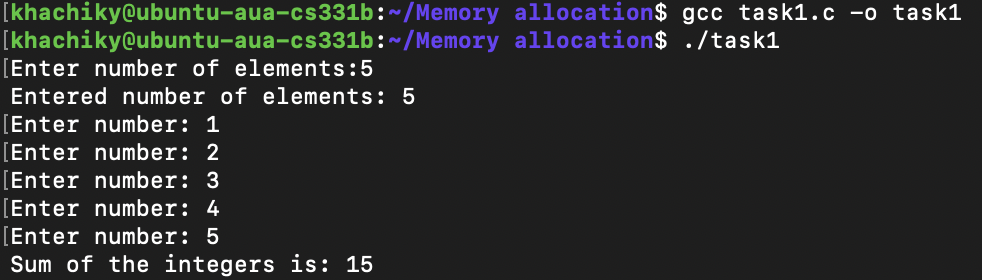 [khachiky@ubuntu-aua-cs331b:~/Memory allocation$ gcc task1.c -o task1
[khachiky@ubuntu-aua-cs331b:~/Memory allocation$ ./task1
[Enter number of elements:5
Entered number of elements: 5
[Enter number: 1
[Enter number: 2
[Enter number: 3
[Enter number: 4
[Enter number: 5
Sum of the integers is: 15